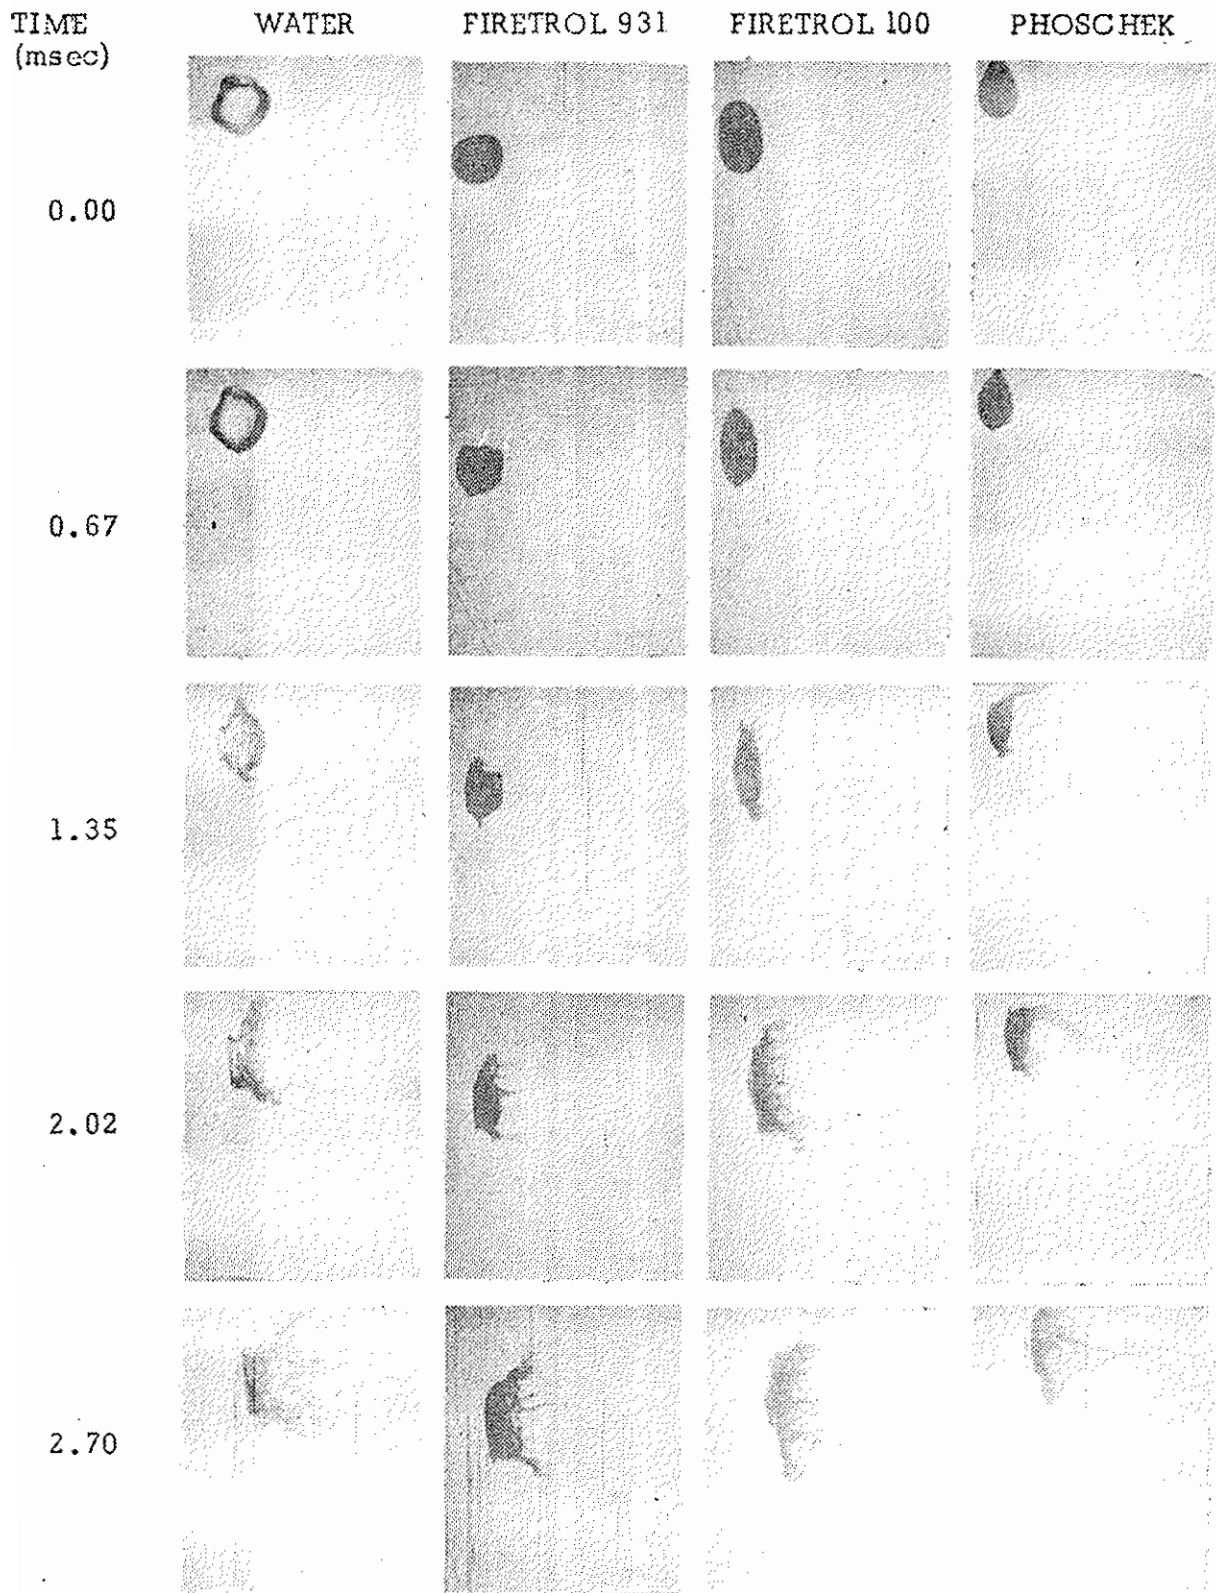 TIME WATER FIRETROL 931 FIRETROL 100 PHOSCHEK
(msec)
0.00
0.67
1.35
2.02
2.70